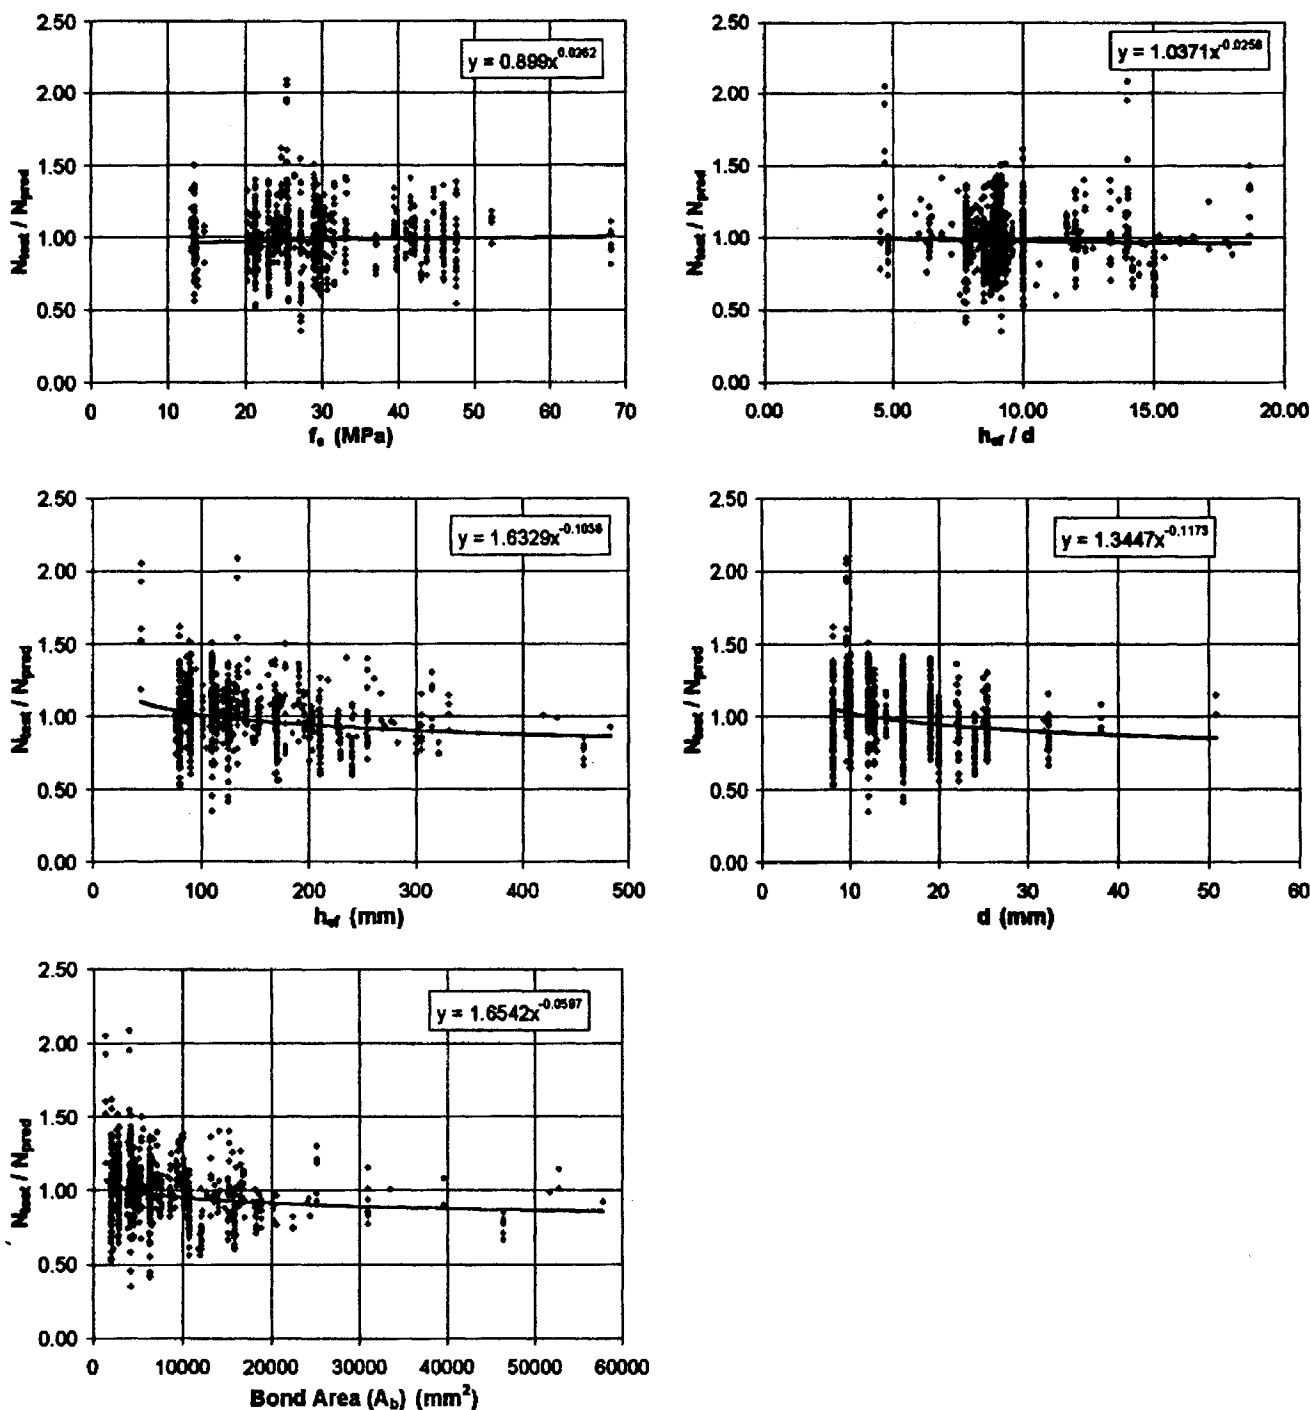 2.50
2.00
1.50
1.00
0.50
0.00
N_test / N_pred
y = 0.899x^0.0262
0 10 20 30 40 50 60 70
f_c (MPa)
2.50
2.00
1.50
1.00
0.50
0.00
N_test / N_pred
y = 1.0371x^-0.0256
0.00 5.00 10.00 15.00 20.00
h_ef / d
2.50
2.00
1.50
1.00
0.50
0.00
N_test / N_pred
y = 1.6329x^-0.1036
0 100 200 300 400 500
h_ef (mm)
2.50
2.00
1.50
1.00
0.50
0.00
N_test / N_pred
y = 1.3447x^-0.1173
0 10 20 30 40 50 60
d (mm)
2.50
2.00
1.50
1.00
0.50
0.00
N_test / N_pred
y = 1.6542x^-0.0597
0 10000 20000 30000 40000 50000 60000
Bond Area (A_b) (mm²)